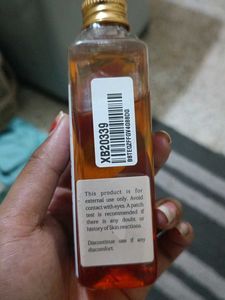 XB20339
This product is for
external use only. Avoid
contact with eyes. A patch
test is recommended if
there is any doubt or
history of Skin reactions.
Discontinue use if any
discomfort.